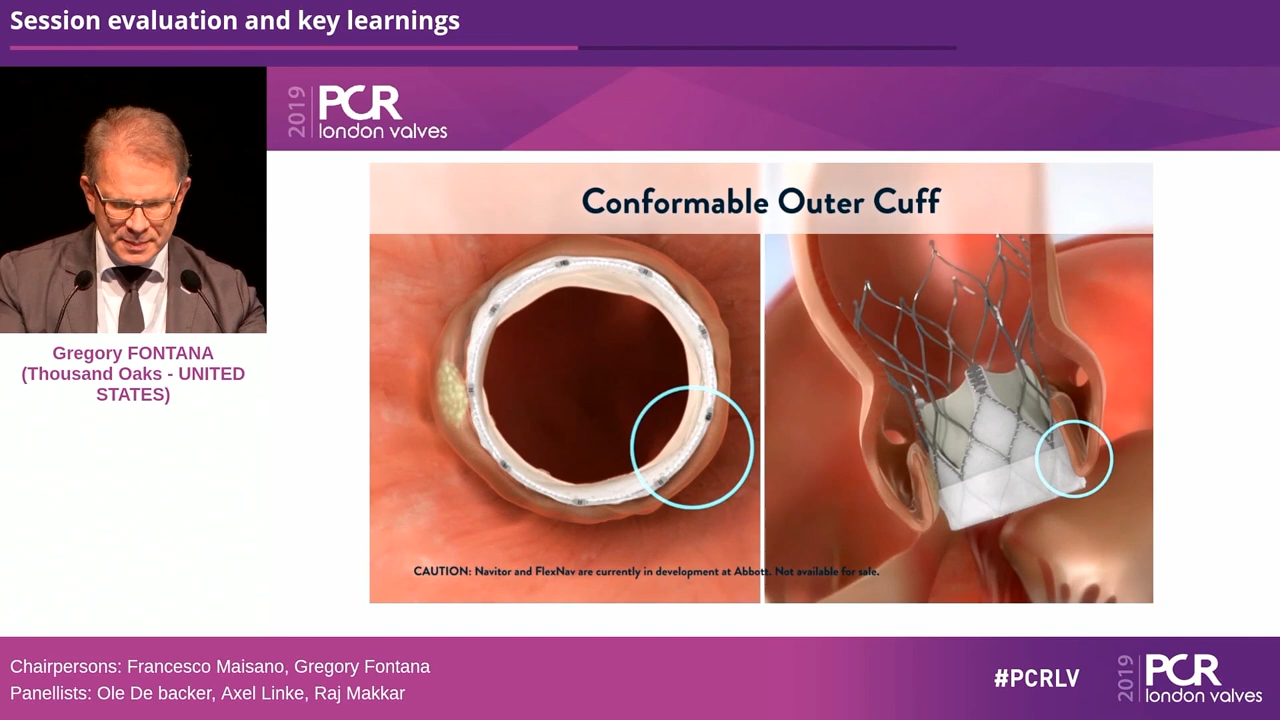 Session evaluation and key learnings
2019
PCR
london valves
Gregory FONTANA
(Thousand Oaks - UNITED
STATES)
Conformable Outer Cuff
CAUTION: Navitor and FlexNav are currently in development at Abbott. Not available for sale.
Chairpersons: Francesco Maisano, Gregory Fontana
Panellists: Ole De backer, Axel Linke, Raj Makkar
#PCRLV
2019
PCR
london valves